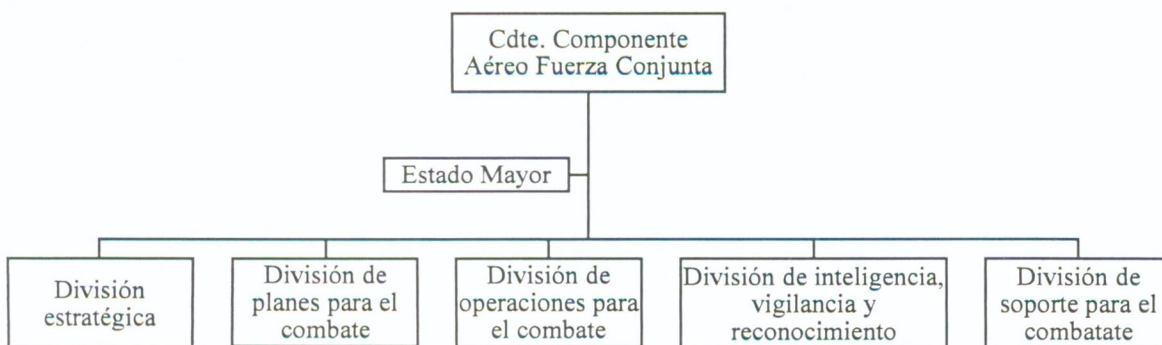 Cdte. Componente
Aéreo Fuerza Conjunta
Estado Mayor
División
estratégica
División de
planes para el
combate
División de
operaciones para
el combate
División de inteligencia,
vigilancia y
reconocimiento
División de
soporte para el
combatate